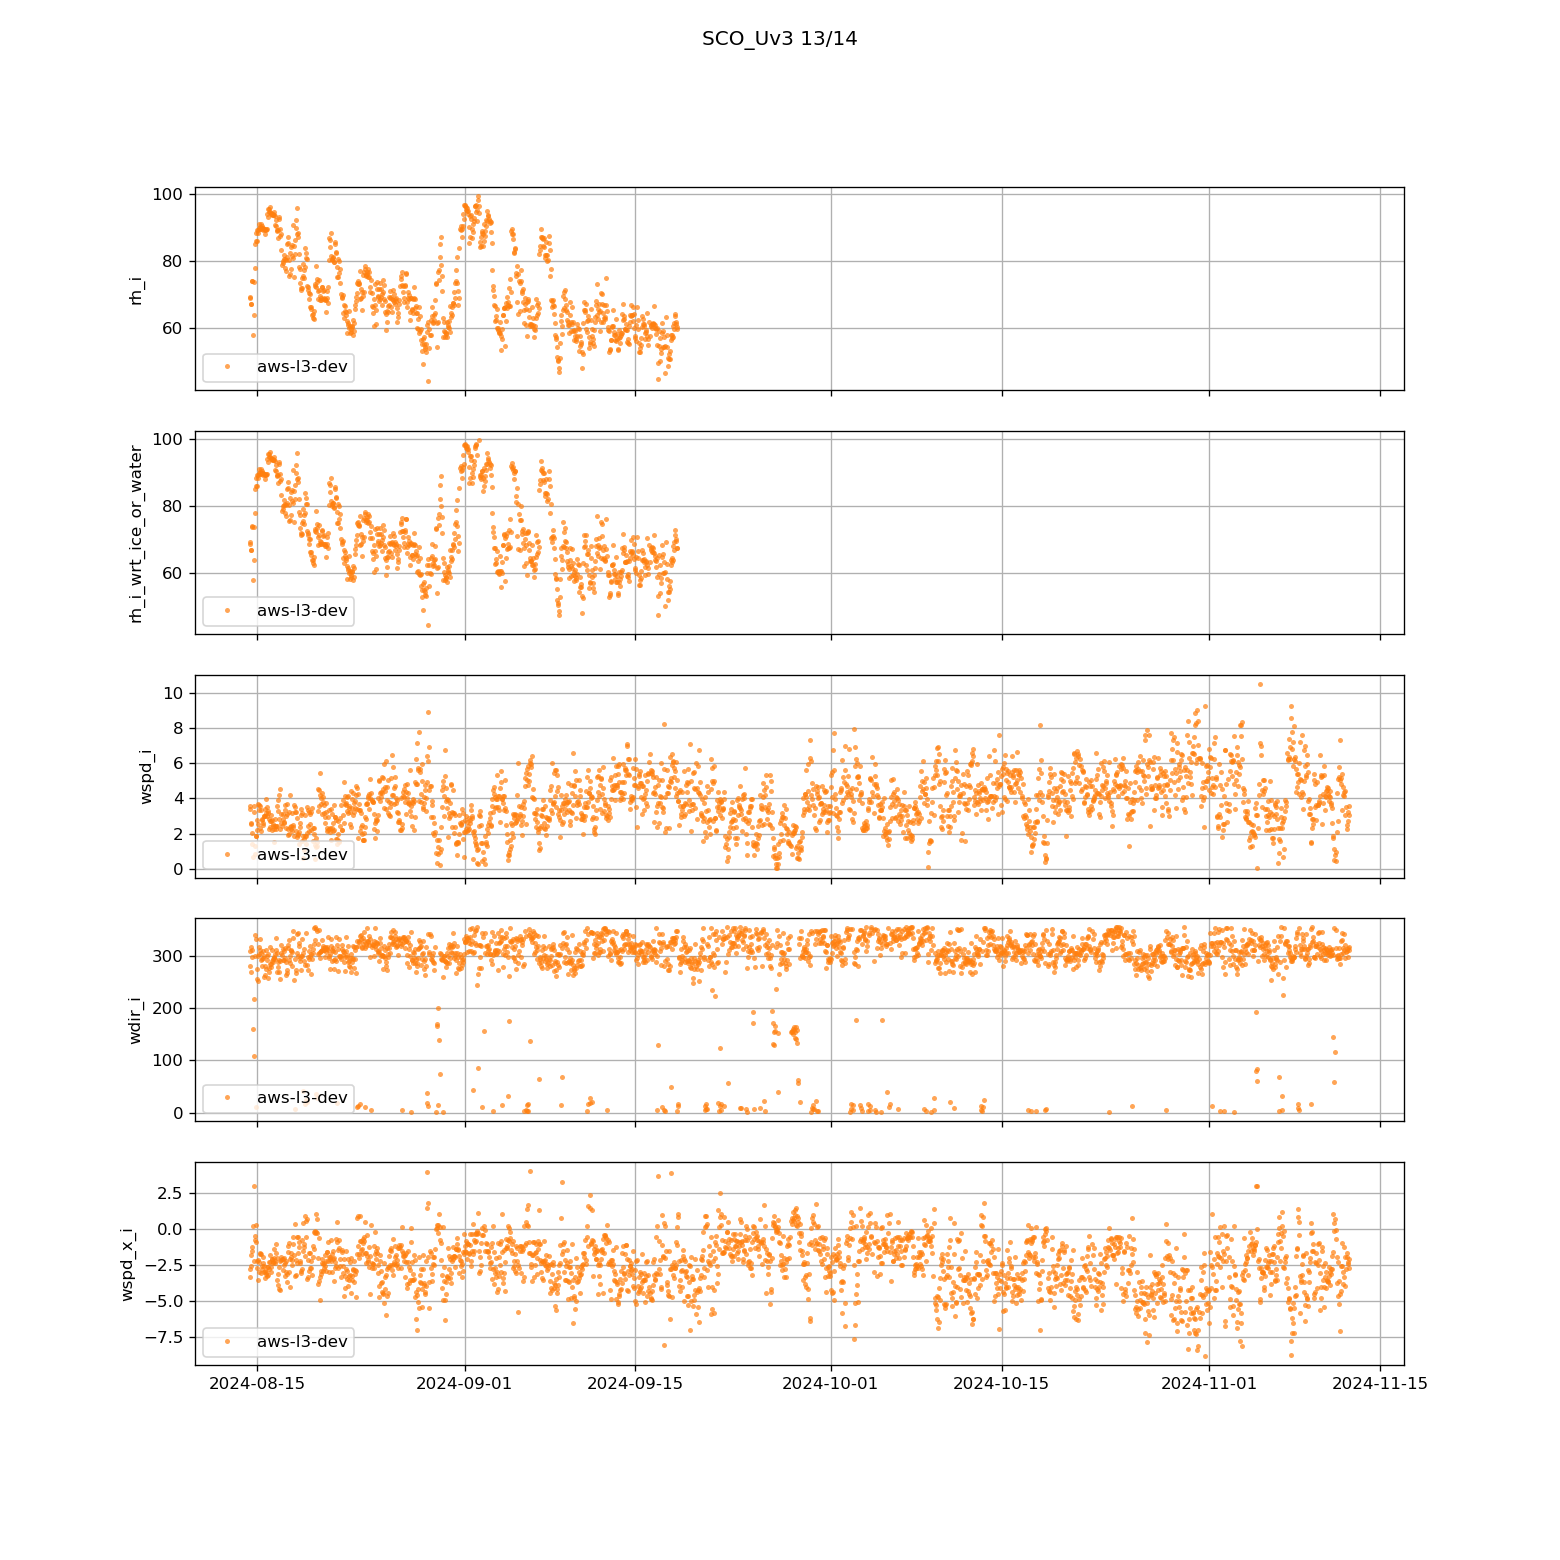 SCO_Uv3 13/14
100
80
60
rh_i
aws-l3-dev
100
80
60
rh_i_wrt_ice_or_water
aws-l3-dev
10
8
6
4
2
0
wspd_i
aws-l3-dev
300
200
100
0
wdir_i
aws-l3-dev
2.5
0.0
−2.5
−5.0
−7.5
wspd_x_i
aws-l3-dev
2024-08-15 2024-09-01 2024-09-15 2024-10-01 2024-10-15 2024-11-01 2024-11-15